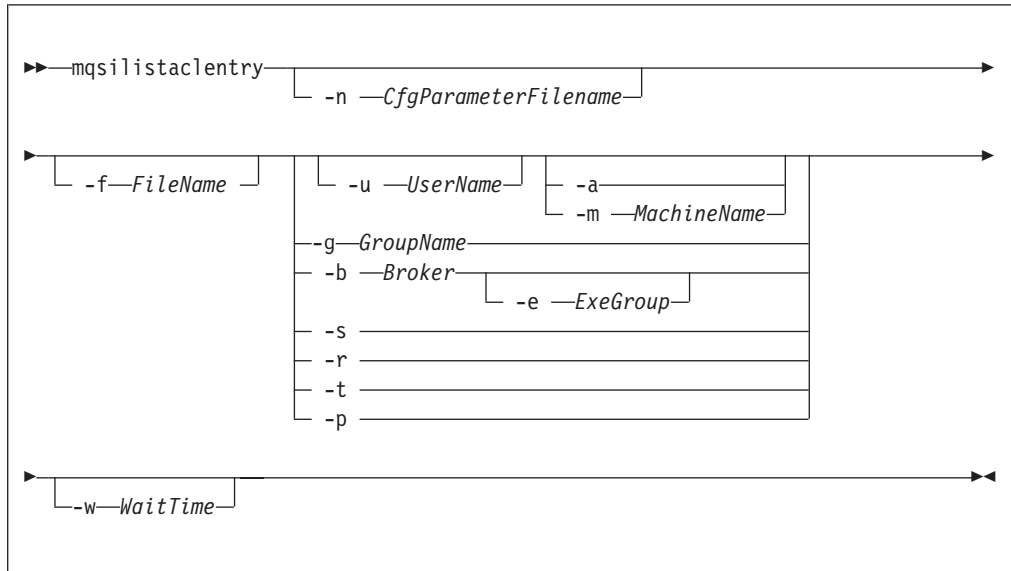 mqsilistaclentry
-n CfgParameterFilename
-f FileName
-u UserName
-a
-m MachineName
-g GroupName
-b Broker
-e ExeGroup
-s
-r
-t
-p
-w WaitTime